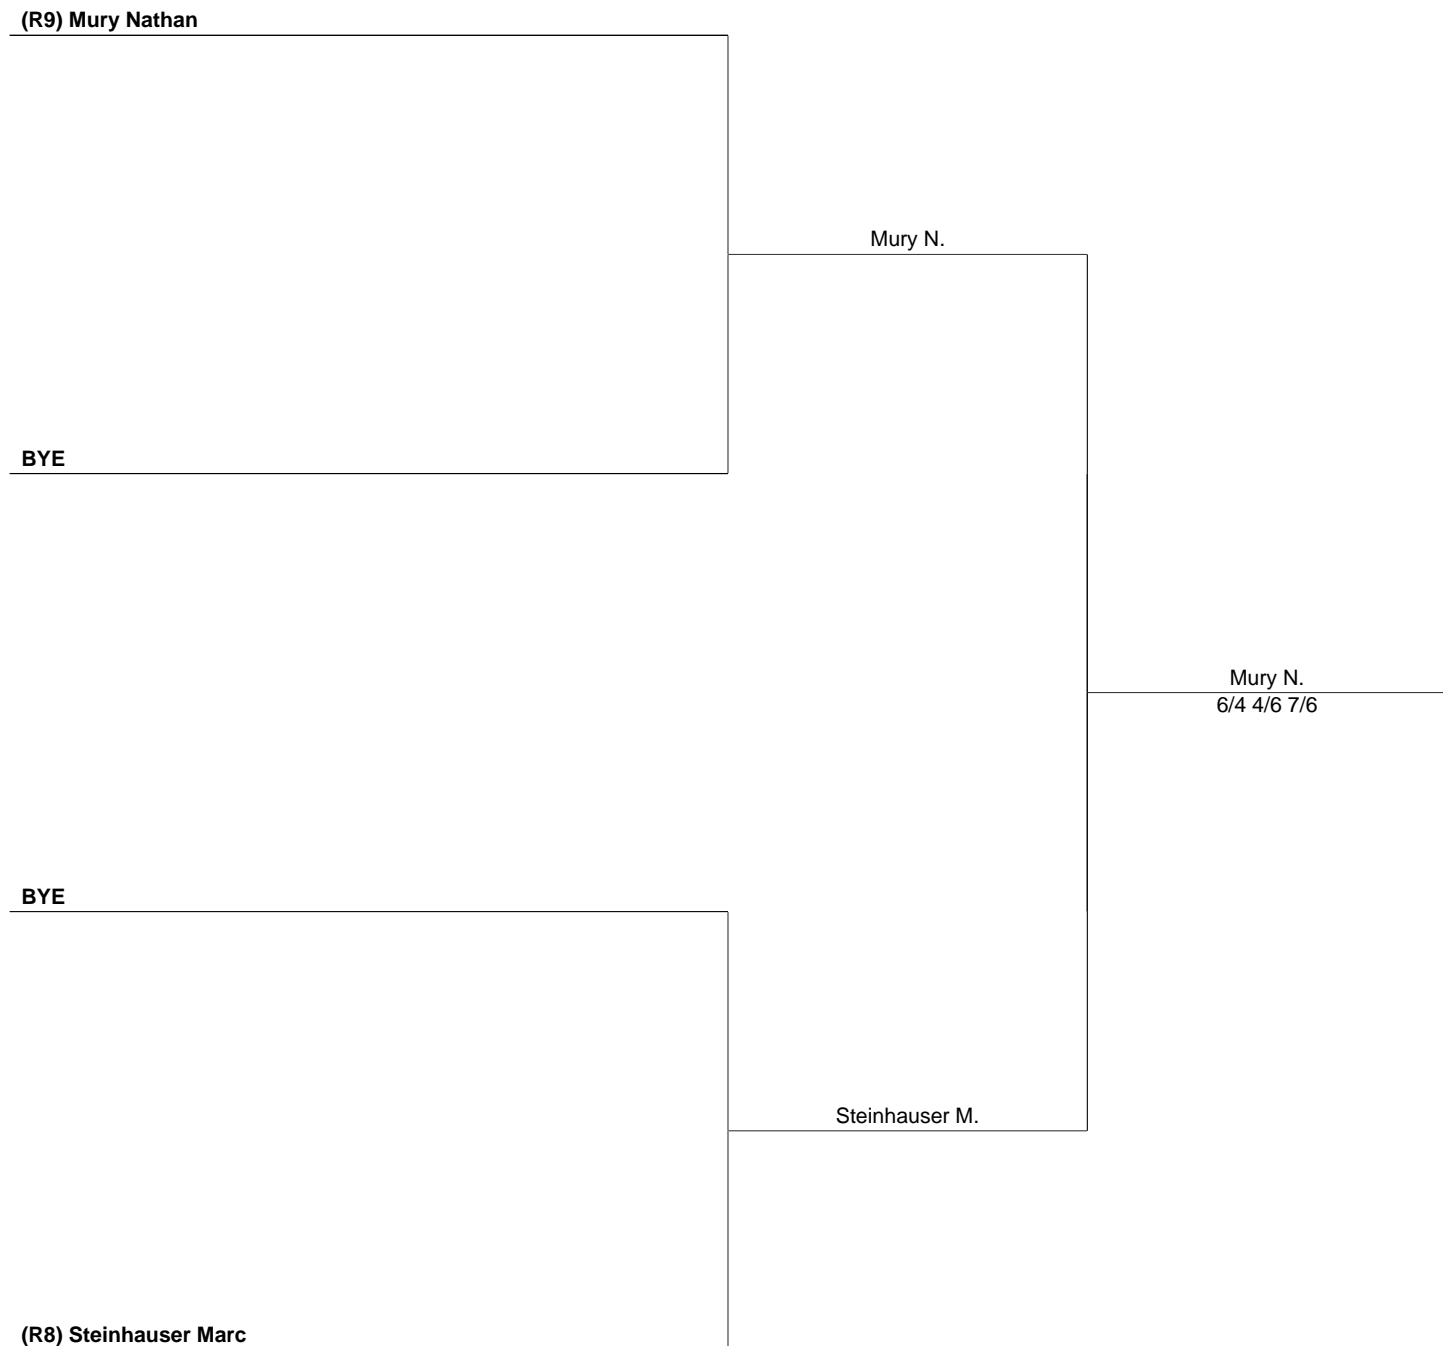 (R9) Mury Nathan
Mury N.
BYE
Mury N.
6/4 4/6 7/6
BYE
Steinhauser M.
(R8) Steinhauser Marc